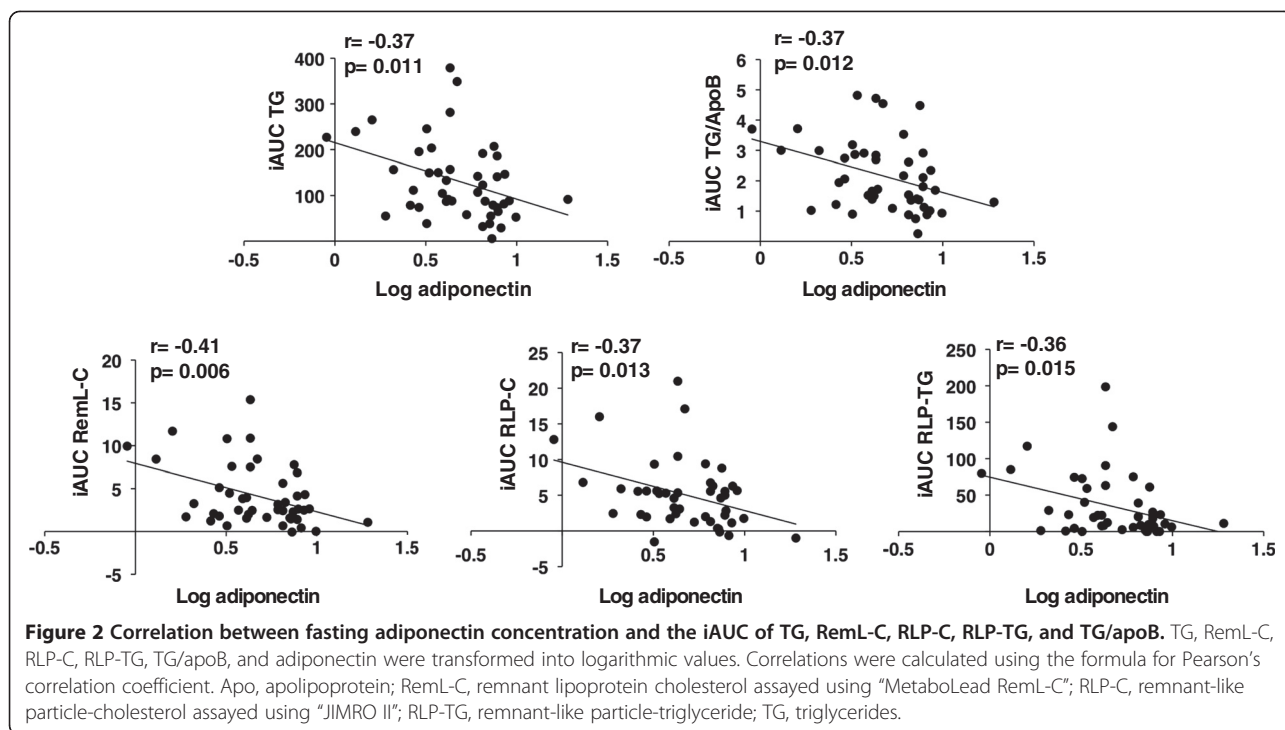 r= -0.37
p= 0.011
400
300
200
100
iAUC TG
-0.5
0
0.5
1
1.5
Log adiponectin
r= -0.37
p= 0.012
6
5
4
3
2
1
iAUC TG/ApoB
-0.5
0
0.5
1
1.5
Log adiponectin
r= -0.41
p= 0.006
20
15
10
5
-5
iAUC RemL-C
-0.5
0
0.5
1
1.5
Log adiponectin
r= -0.37
p= 0.013
25
20
15
10
5
-5
iAUC RLP-C
-0.5
0
0.5
1
1.5
Log adiponectin
r= -0.36
p= 0.015
250
200
150
100
50
iAUC RLP-TG
-0.5
0
0.5
1
1.5
Log adiponectin
Figure 2 Correlation between fasting adiponectin concentration and the iAUC of TG, RemL-C, RLP-C, RLP-TG, and TG/apoB. TG, RemL-C,
RLP-C, RLP-TG, TG/apoB, and adiponectin were transformed into logarithmic values. Correlations were calculated using the formula for Pearson's
correlation coefficient. Apo, apolipoprotein; RemL-C, remnant lipoprotein cholesterol assayed using “MetaboLead RemL-C”; RLP-C, remnant-like
particle-cholesterol assayed using “JIMRO II”; RLP-TG, remnant-like particle-triglyceride; TG, triglycerides.